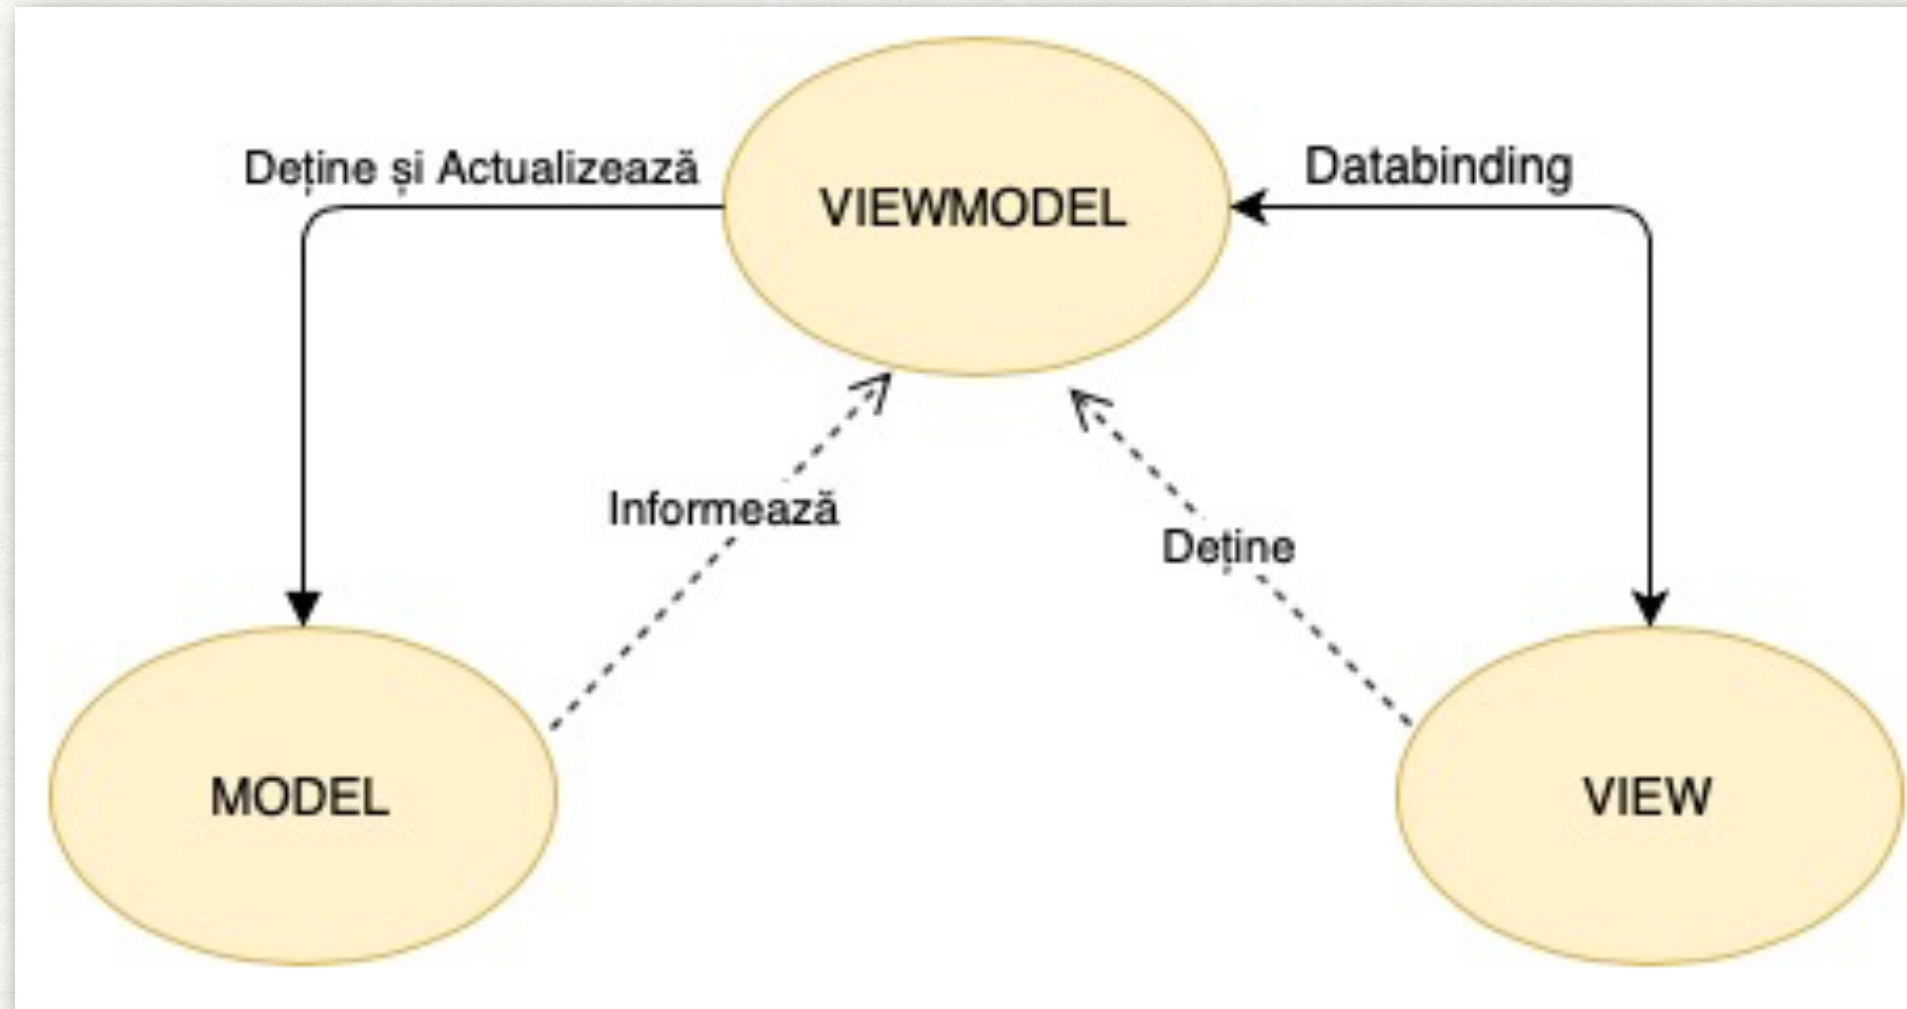 Deține și Actualizează
Databinding
VIEWMODEL
Informează
Deține
MODEL
VIEW